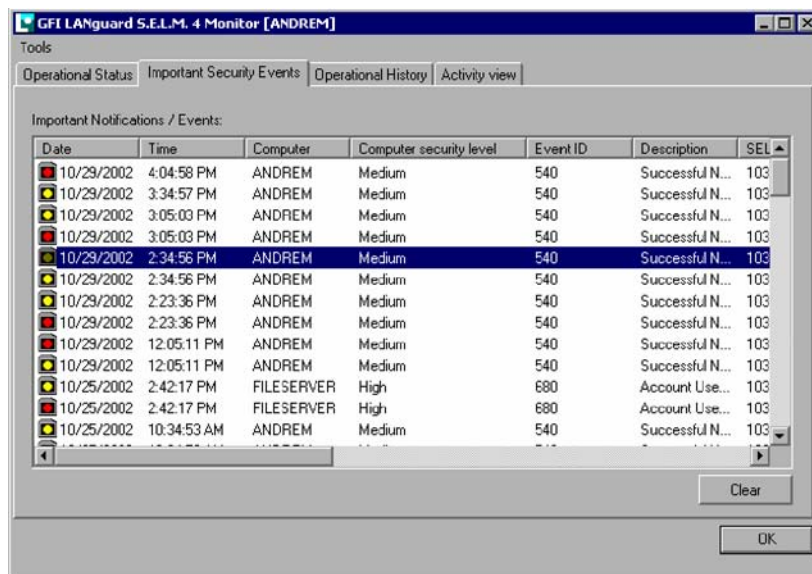 GFI LANguard S.E.L.M. 4 Monitor [ANDREM]
Tools
Operational Status Important Security Events Operational History Activity view
Important Notifications / Events:
Date Time Computer Computer security level Event ID Description SEL
10/29/2002 4:04:58 PM ANDREM Medium 540 Successful N... 103
10/29/2002 3:34:57 PM ANDREM Medium 540 Successful N... 103
10/29/2002 3:05:03 PM ANDREM Medium 540 Successful N... 103
10/29/2002 3:05:03 PM ANDREM Medium 540 Successful N... 103
10/29/2002 2:34:56 PM ANDREM Medium 540 Successful N... 103
10/29/2002 2:34:56 PM ANDREM Medium 540 Successful N... 103
10/29/2002 2:23:36 PM ANDREM Medium 540 Successful N... 103
10/29/2002 2:23:36 PM ANDREM Medium 540 Successful N... 103
10/29/2002 12:05:11 PM ANDREM Medium 540 Successful N... 103
10/29/2002 12:05:11 PM ANDREM Medium 540 Successful N... 103
10/25/2002 2:42:17 PM FILESERVER High 680 Account Use... 103
10/25/2002 2:42:17 PM FILESERVER High 680 Account Use... 103
10/25/2002 10:34:53 AM ANDREM Medium 540 Successful N... 103
Clear
OK